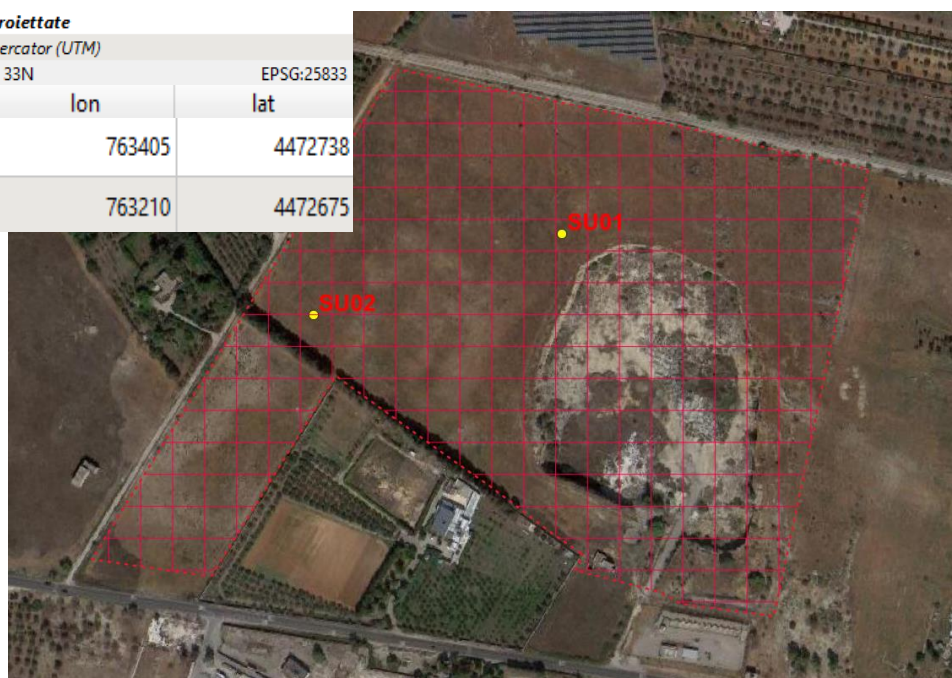 roiettate
ercator (UTM)
33N EPSG:25833
lon lat
763405 4472738
763210 4472675
SU01
SU02